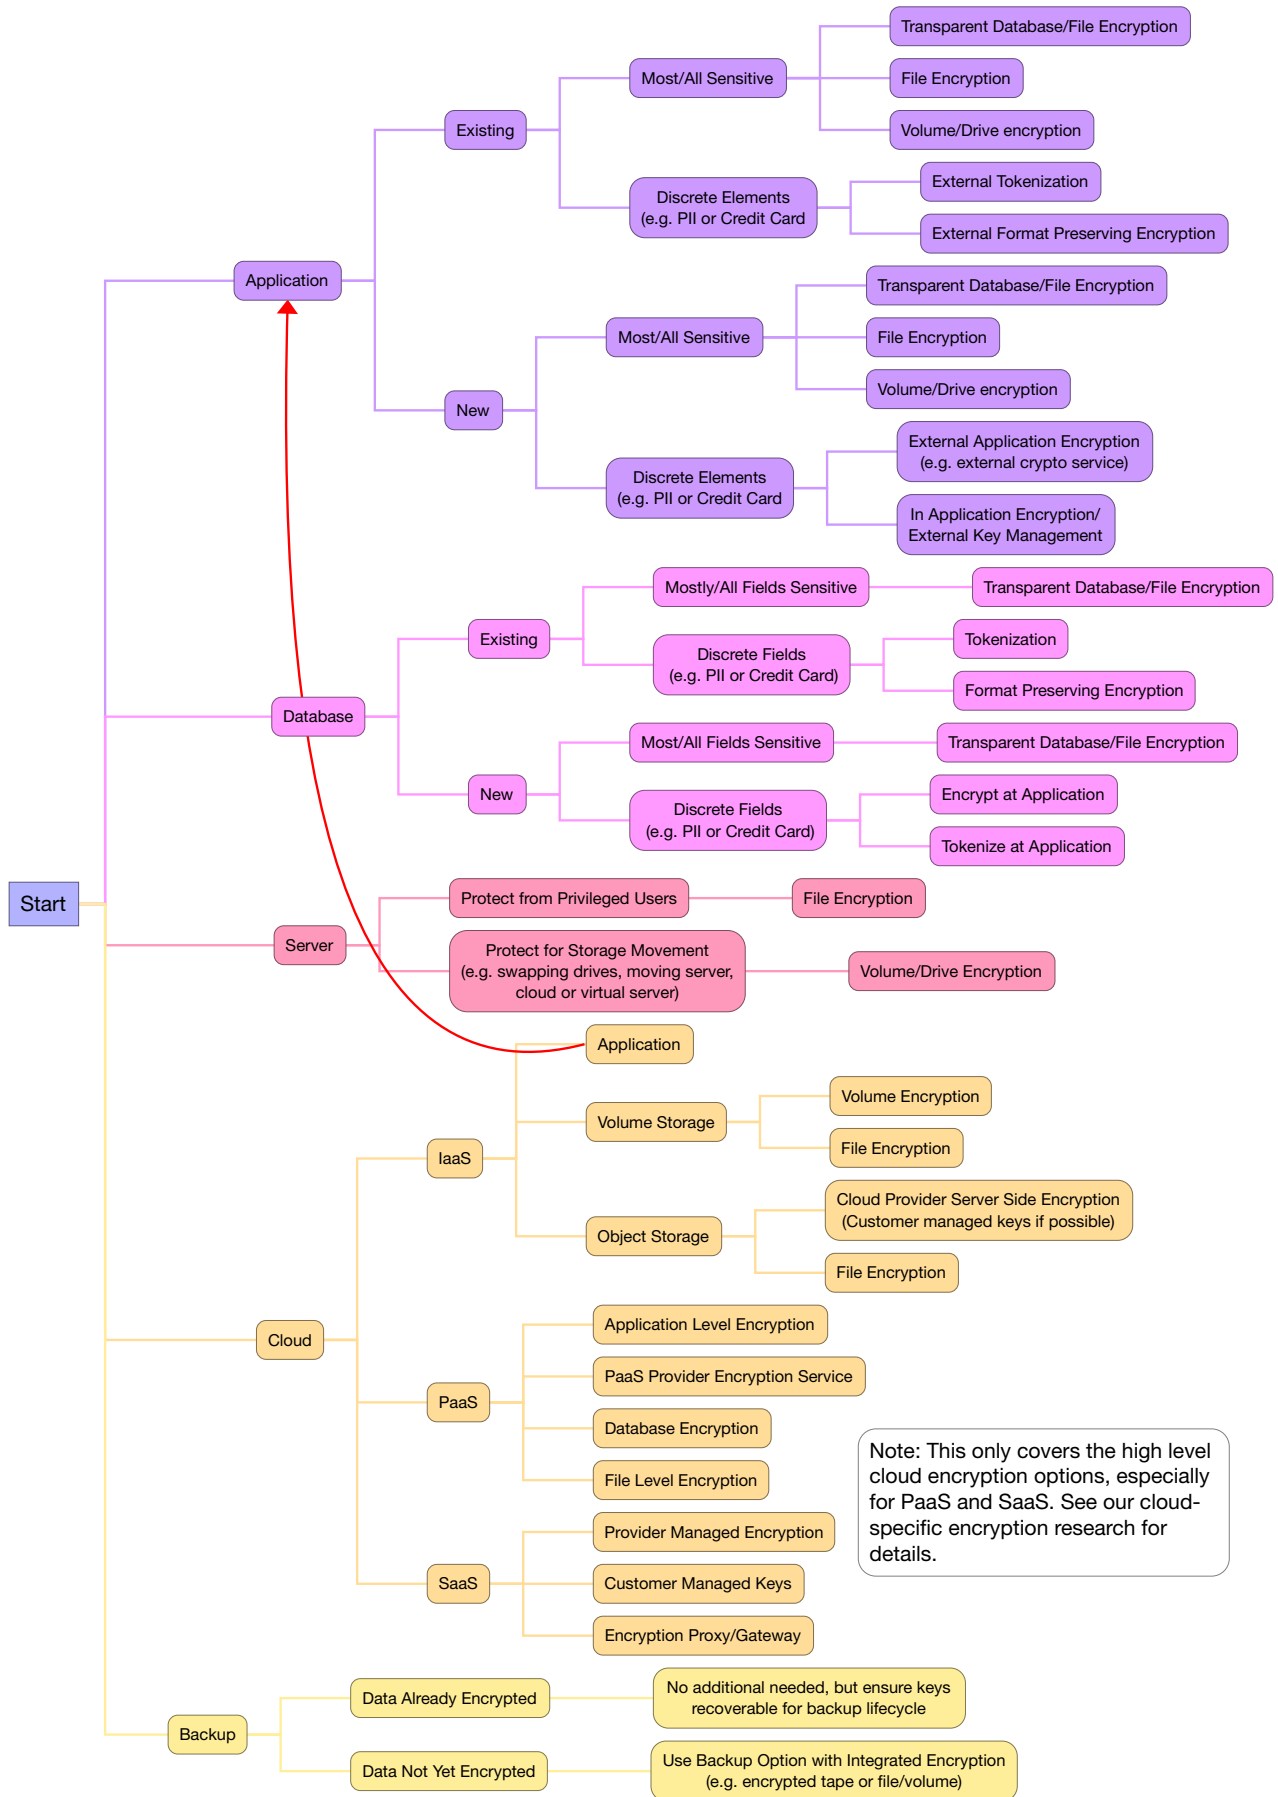 Transparent Database/File Encryption
Most/All Sensitive
File Encryption
Existing
Volume/Drive encryption
External Tokenization
Discrete Elements
(e.g. PII or Credit Card
External Format Preserving Encryption
Application
Transparent Database/File Encryption
Most/All Sensitive
File Encryption
Volume/Drive encryption
New
External Application Encryption
(e.g. external crypto service)
Discrete Elements
(e.g. PII or Credit Card
In Application Encryption/
External Key Management
Mostly/All Fields Sensitive
Transparent Database/File Encryption
Existing
Tokenization
Discrete Fields
(e.g. PII or Credit Card)
Format Preserving Encryption
Database
Most/All Fields Sensitive
Transparent Database/File Encryption
New
Encrypt at Application
Discrete Fields
(e.g. PII or Credit Card)
Tokenize at Application
Start
Protect from Privileged Users
File Encryption
Server
Protect for Storage Movement
(e.g. swapping drives, moving server,
cloud or virtual server)
Volume/Drive Encryption
Application
Volume Encryption
Volume Storage
File Encryption
IaaS
Cloud Provider Server Side Encryption
(Customer managed keys if possible)
Object Storage
File Encryption
Cloud
Application Level Encryption
PaaS Provider Encryption Service
PaaS
Database Encryption
File Level Encryption
Note: This only covers the high level
cloud encryption options, especially
for PaaS and SaaS. See our cloud-
specific encryption research for
details.
Provider Managed Encryption
SaaS
Customer Managed Keys
Encryption Proxy/Gateway
Data Already Encrypted
No additional needed, but ensure keys
recoverable for backup lifecycle
Backup
Data Not Yet Encrypted
Use Backup Option with Integrated Encryption
(e.g. encrypted tape or file/volume)